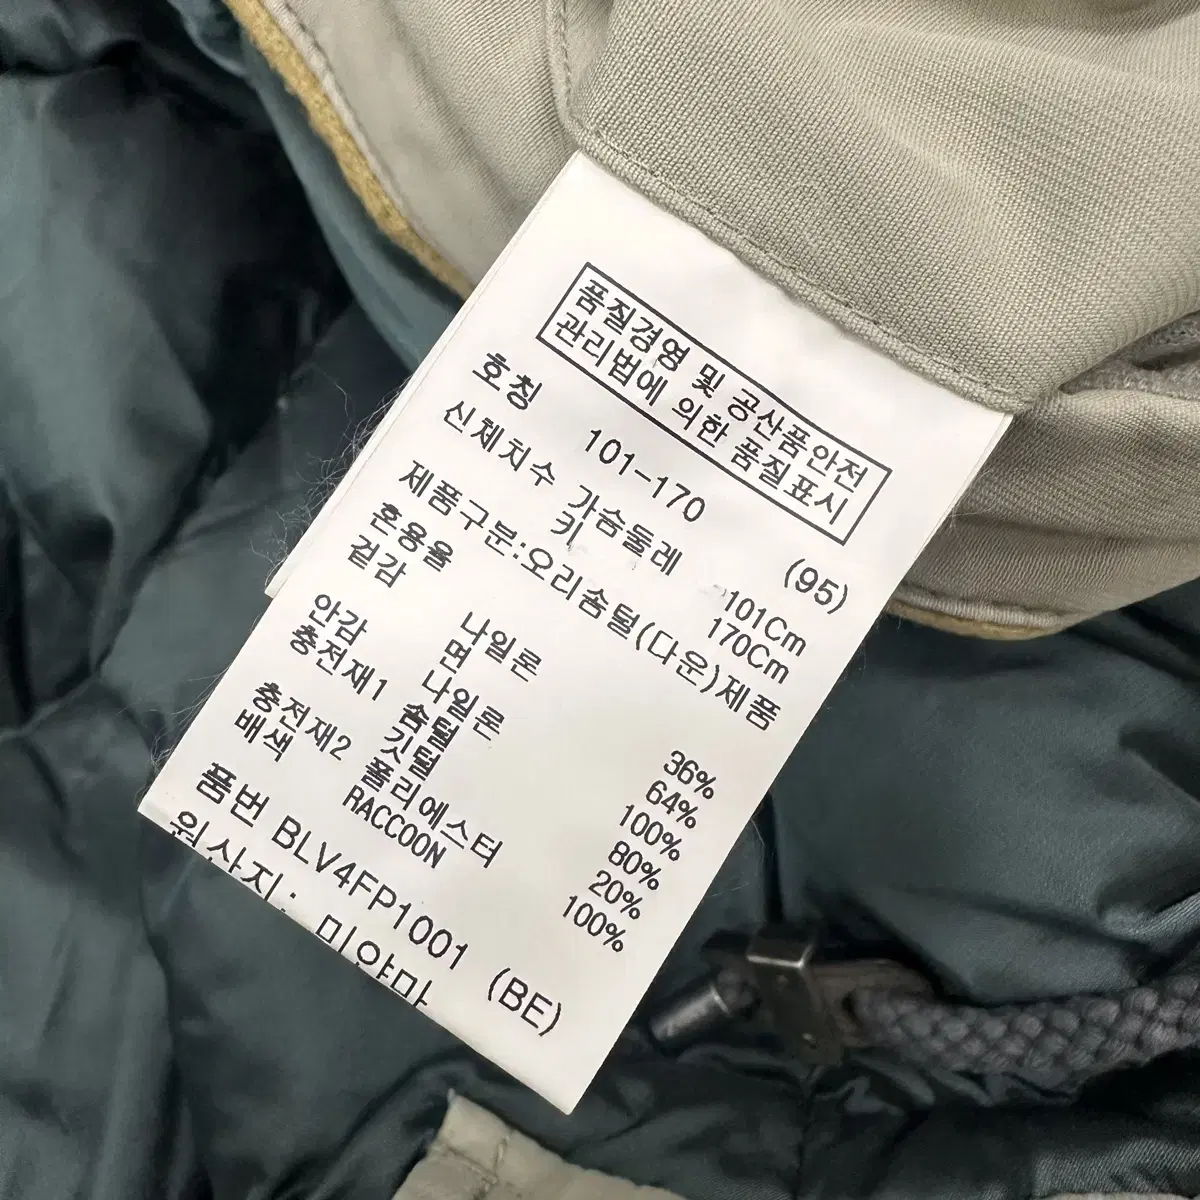 품질경영 및 공산품안전
관리법에 의한 품질표시
호칭 101-170 (95)
신체치수 가슴둘레 101Cm
키 170Cm
제품구분:오리솜털(다운)제품
혼용율
겉감 나일론 36%
면 64%
안감 나일론 100%
충전재1 솜털 80%
깃털 20%
충전재2 폴리에스터 100%
배색 RACCOON
품번 BLV4FP1001 (BE)
원산지: 미얀마